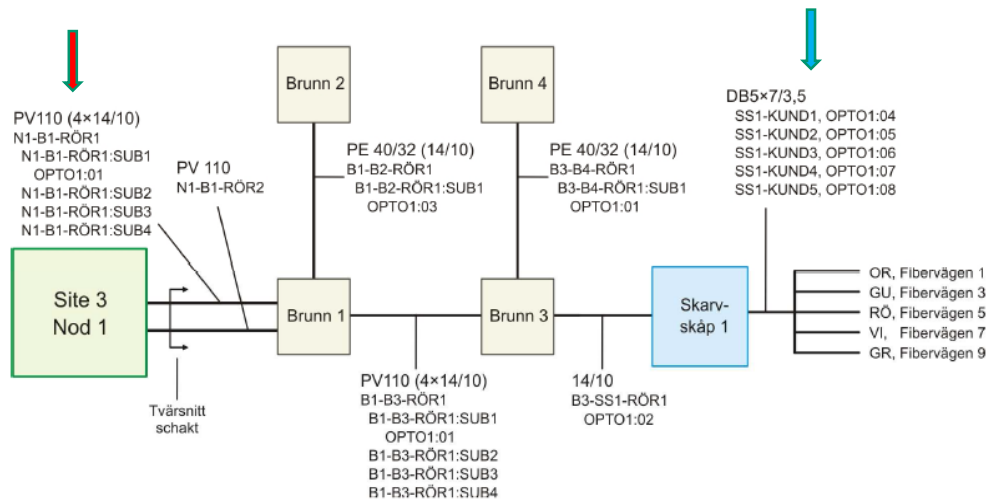 Brunn 2
Brunn 4
PV110 (4×14/10)
N1-B1-RÖR1
N1-B1-RÖR1:SUB1
OPTO1:01
N1-B1-RÖR1:SUB2
N1-B1-RÖR1:SUB3
N1-B1-RÖR1:SUB4
PV 110
N1-B1-RÖR2
PE 40/32 (14/10)
B1-B2-RÖR1
B1-B2-RÖR1:SUB1
OPTO1:03
PE 40/32 (14/10)
B3-B4-RÖR1
B3-B4-RÖR1:SUB1
OPTO1:01
DB5×7/3,5
SS1-KUND1, OPTO1:04
SS1-KUND2, OPTO1:05
SS1-KUND3, OPTO1:06
SS1-KUND4, OPTO1:07
SS1-KUND5, OPTO1:08
Site 3
Nod 1
Brunn 1
Brunn 3
Skarv-
skåp 1
OR, Fibervägen 1
GU, Fibervägen 3
RÖ, Fibervägen 5
VI, Fibervägen 7
GR, Fibervägen 9
Tvärsnitt
schakt
PV110 (4×14/10)
B1-B3-RÖR1
B1-B3-RÖR1:SUB1
OPTO1:01
B1-B3-RÖR1:SUB2
B1-B3-RÖR1:SUB3
B1-B3-RÖR1:SUB4
14/10
B3-SS1-RÖR1
OPTO1:02